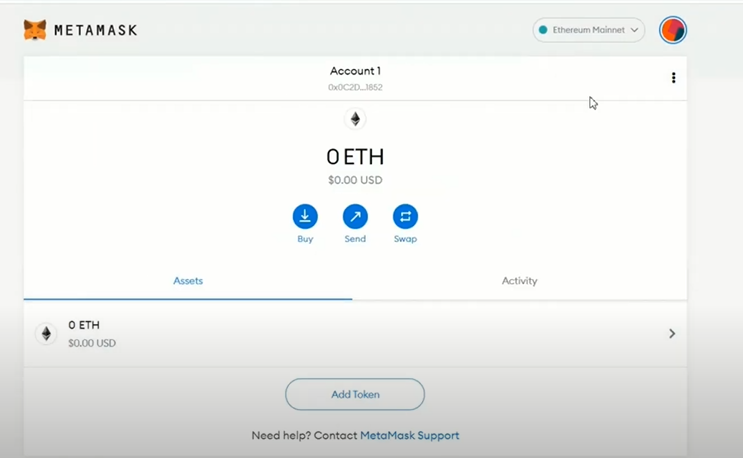 METAMASK
Ethereum Mainnet
Account 1
0x0C2D...1852
0 ETH
$0.00 USD
Buy Send Swap
Assets Activity
0 ETH
$0.00 USD
Add Token
Need help? Contact MetaMask Support